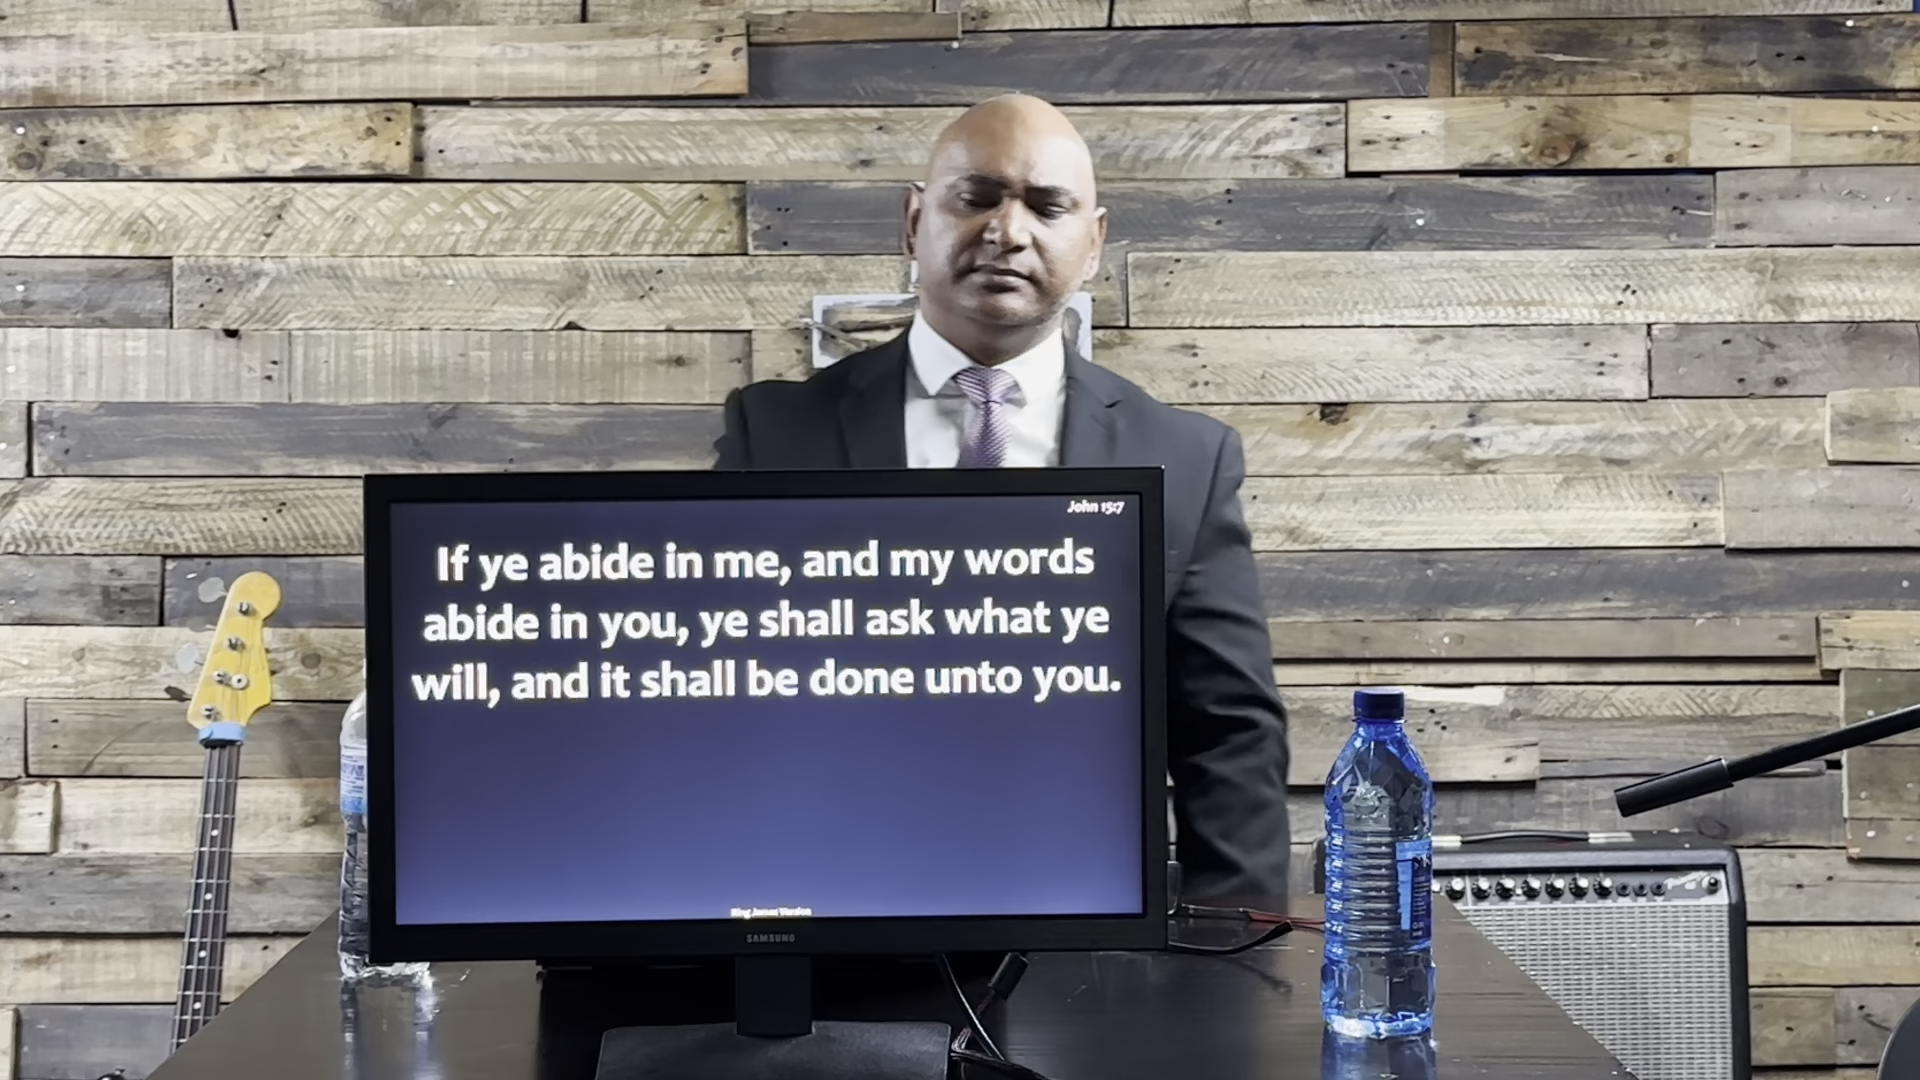 John 15:7
If ye abide in me, and my words
abide in you, ye shall ask what ye
will, and it shall be done unto you.
King James Version
SAMSUNG